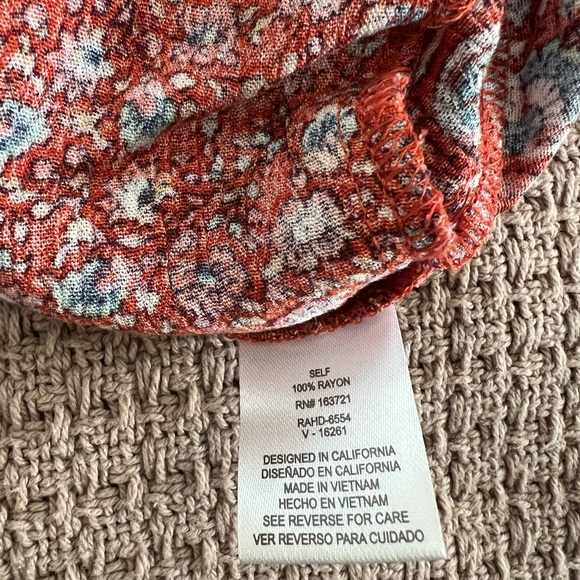 SELF
100% RAYON
RN# 163721
RAHD-6554
V - 16261
DESIGNED IN CALIFORNIA
DISEÑADO EN CALIFORNIA
MADE IN VIETNAM
HECHO EN VIETNAM
SEE REVERSE FOR CARE
VER REVERSO PARA CUIDADO